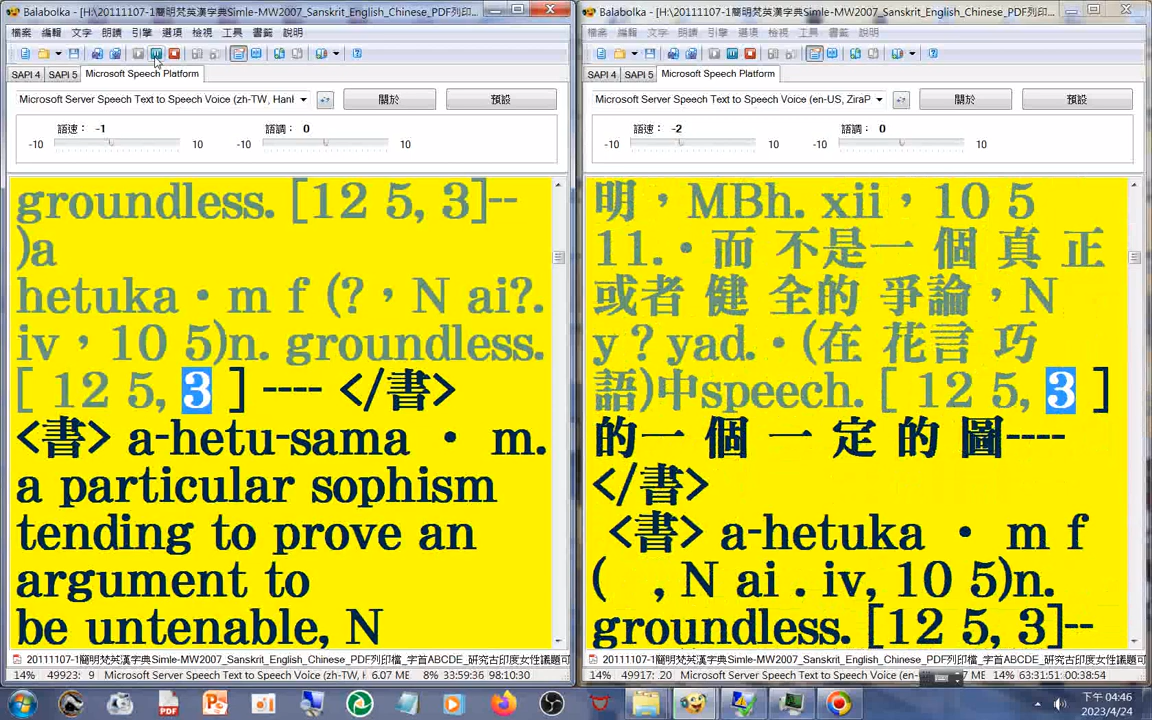 Balabolka - [H:\20111107-1簡明梵英漢字典Simle-MW2007_Sanskrit_English_Chinese_PDF列印...
檔案 編輯 文字 朗讀 引擎 選項 檢視 工具 書籤 說明
SAPI 4 SAPI 5 Microsoft Speech Platform
Microsoft Server Speech Text to Speech Voice (zh-TW, Hanl
關於 預設
語速： -1 語調： 0
-10 10 -10 10
groundless. [12 5, 3]--
)a
hetuka・m f (?，N ai?.
iv，10 5)n. groundless.
[ 12 5, 3 ] ---- </書>
<書> a-hetu-sama ・ m.
a particular sophism
tending to prove an
argument to
be untenable, N
20111107-1簡明梵英漢字典Simle-MW2007_Sanskrit_English_Chinese_PDF列印檔_字首ABCDE_研究古印度女性議題可
14% 49923: 9 Microsoft Server Speech Text to Speech Voice (zh-TW, H 6.07 ME 8% 33:59:36 98:10:30
Balabolka - [H:\20111107-1簡明梵英漢字典Simle-MW2007_Sanskrit_English_Chinese_PDF列印...
檔案 編輯 文字 朗讀 引擎 選項 檢視 工具 書籤 說明
SAPI 4 SAPI 5 Microsoft Speech Platform
Microsoft Server Speech Text to Speech Voice (en-US, ZiraP
關於 預設
語速： -2 語調： 0
-10 10 -10 10
明，MBh. xii，10 5
11.・而 不是一 個 真 正
或者 健 全的 爭論，N
y？yad.・(在 花言 巧
語)中speech. [ 12 5, 3 ]
的一 個 一 定 的 圖----
</書>
<書> a-hetuka ・ m f
( , N ai . iv, 10 5)n.
groundless. [12 5, 3]--
20111107-1簡明梵英漢字典Simle-MW2007_Sanskrit_English_Chinese_PDF列印檔_字首ABCDE_研究古印度女性議題可
14% 49917: 20 Microsoft Server Speech Text to Speech Voice (en- ME 14% 63:31:51 00:38:54
PDF
下午 04:46
2023/4/24